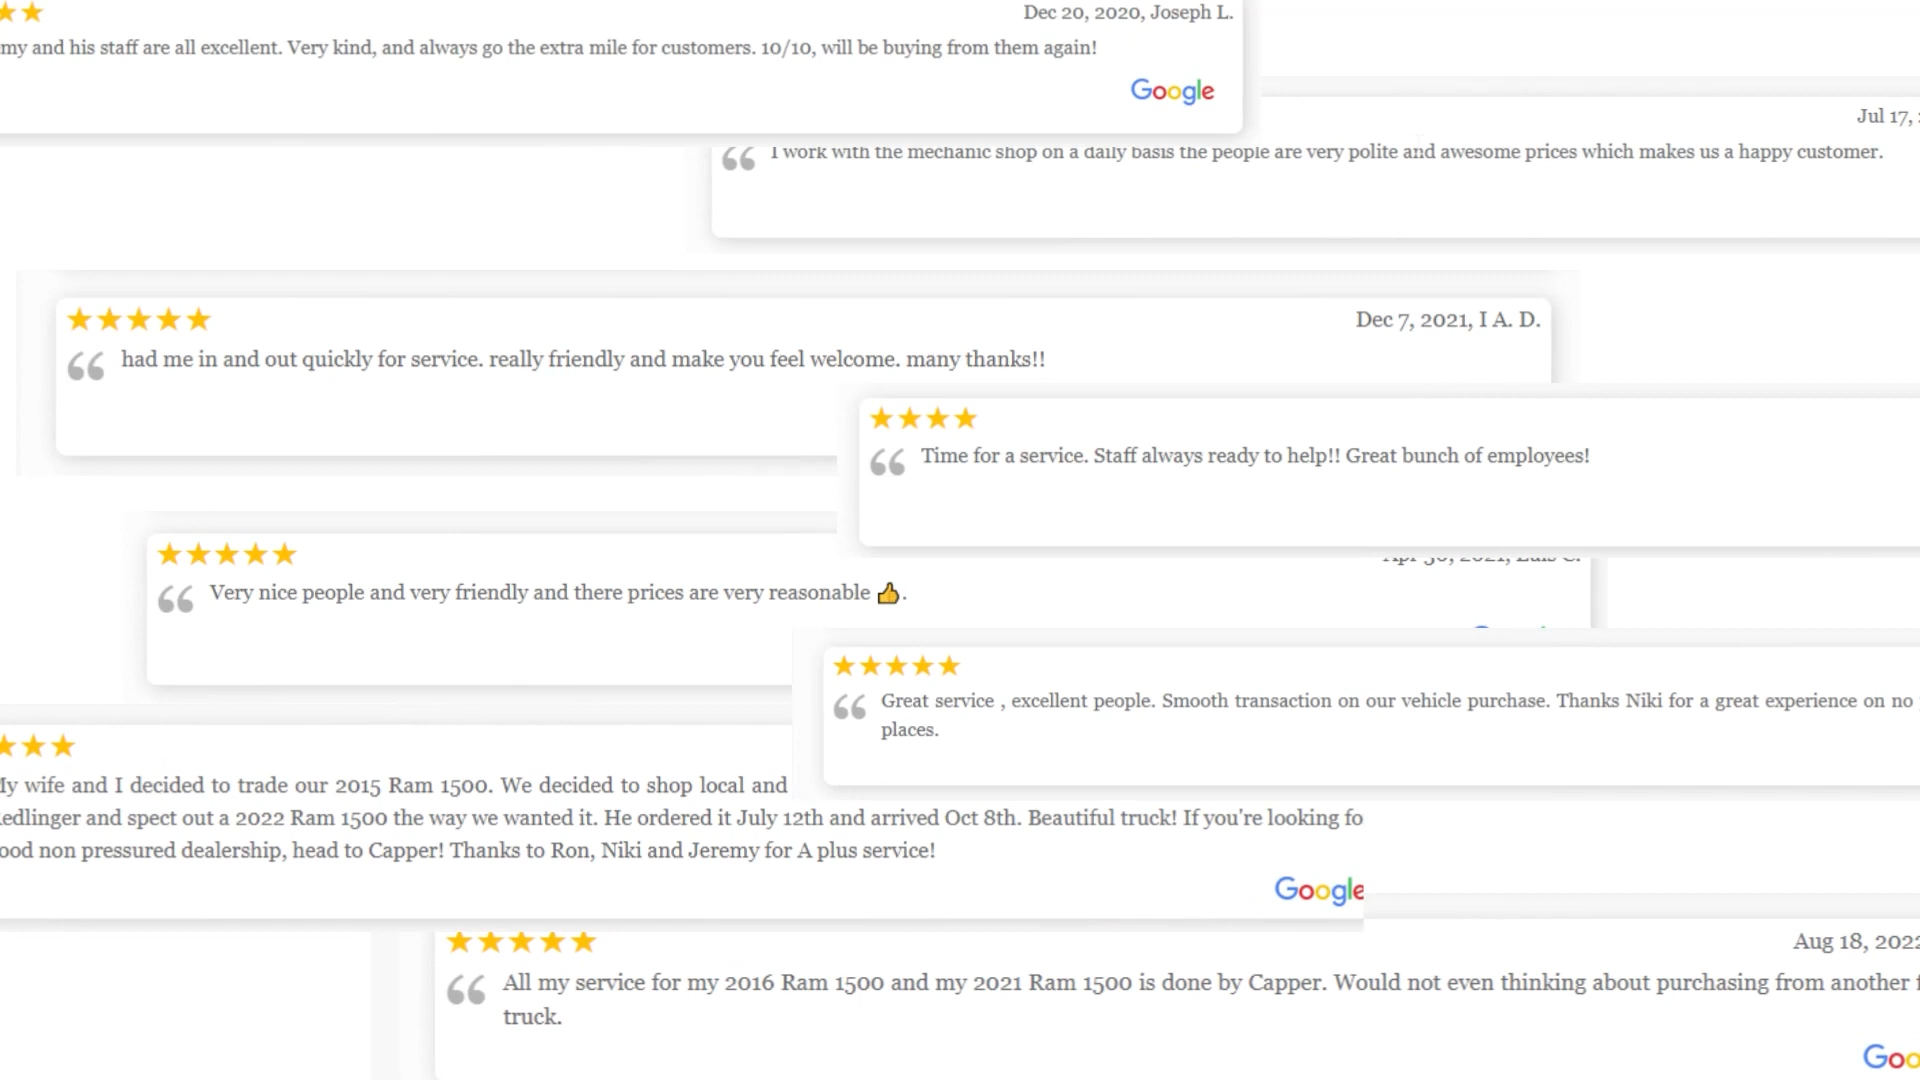 Dec 20, 2020, Joseph L.
my and his staff are all excellent. Very kind, and always go the extra mile for customers. 10/10, will be buying from them again!
Google
Jul 17,
“ I work with the mechanic shop on a daily basis the people are very polite and awesome prices which makes us a happy customer.
Dec 7, 2021, I A. D.
“ had me in and out quickly for service. really friendly and make you feel welcome. many thanks!!
“ Time for a service. Staff always ready to help!! Great bunch of employees!
Apr 30, 2021, Luis C.
“ Very nice people and very friendly and there prices are very reasonable 👍.
“ Great service , excellent people. Smooth transaction on our vehicle purchase. Thanks Niki for a great experience on no
places.
My wife and I decided to trade our 2015 Ram 1500. We decided to shop local and
edlinger and spect out a 2022 Ram 1500 the way we wanted it. He ordered it July 12th and arrived Oct 8th. Beautiful truck! If you're looking fo
ood non pressured dealership, head to Capper! Thanks to Ron, Niki and Jeremy for A plus service!
Google
Aug 18, 2022
“ All my service for my 2016 Ram 1500 and my 2021 Ram 1500 is done by Capper. Would not even thinking about purchasing from another
truck.
Goo